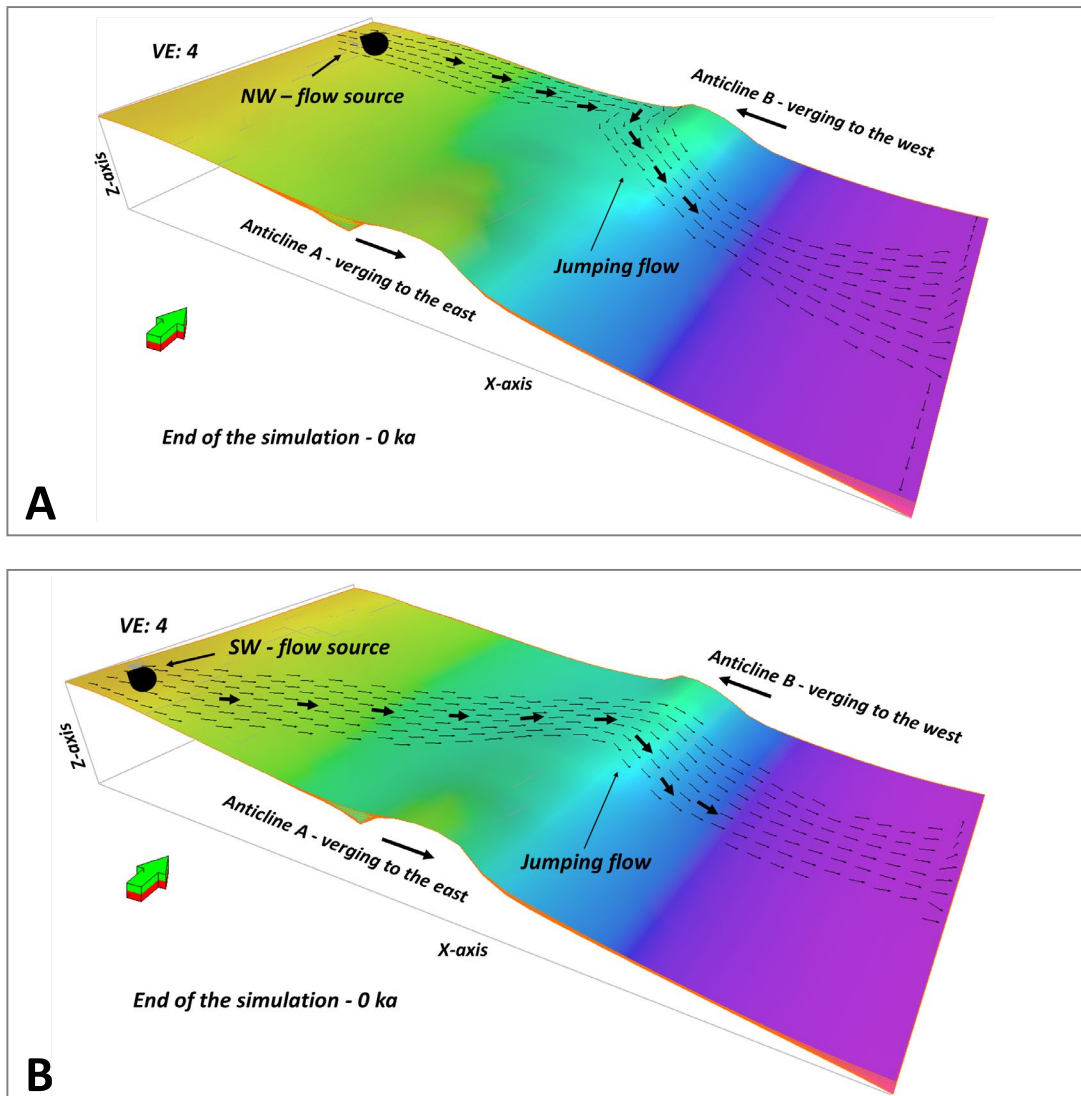 VE: 4
NW – flow source
Anticline B - verging to the west
Z-axis
Anticline A - verging to the east
Jumping flow
X-axis
End of the simulation - 0 ka
A
VE: 4
SW - flow source
Anticline B - verging to the west
Z-axis
Anticline A - verging to the east
Jumping flow
X-axis
End of the simulation - 0 ka
B